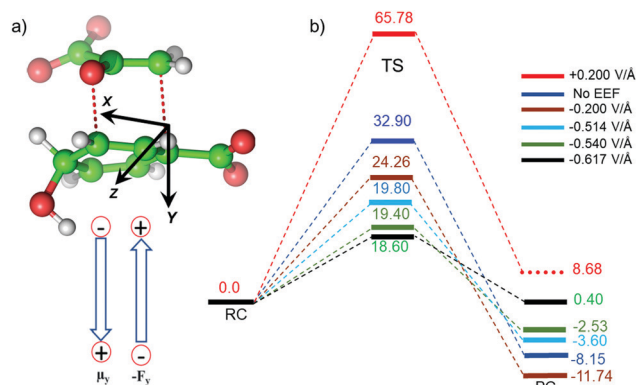 a)
X
Z
Y
- +
+ -
μy -Fy
b)
65.78
TS
+0.200 V/Å
No EEF
-0.200 V/Å
-0.514 V/Å
-0.540 V/Å
-0.617 V/Å
32.90
24.26
19.80
19.40
18.60
0.0
RC
8.68
0.40
-2.53
-3.60
-8.15
-11.74